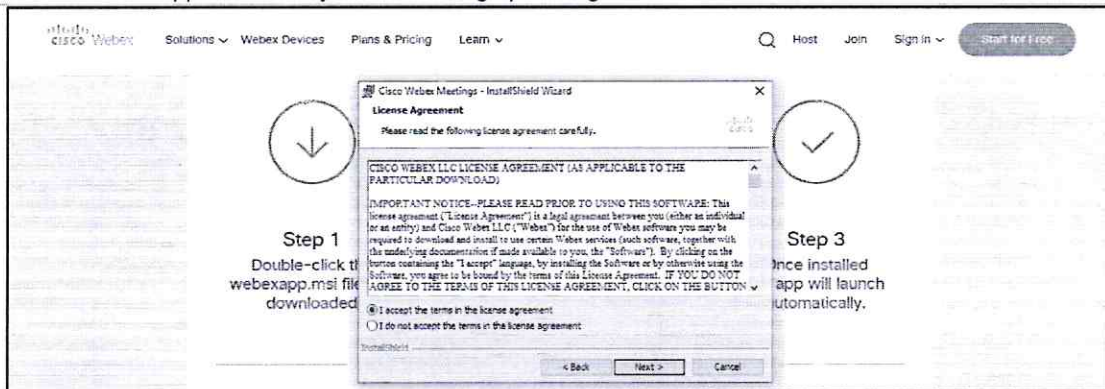 CISCO Webex Solutions Webex Devices Plans & Pricing Learn Host Join Sign in Start for Free
Cisco Webex Meetings - InstallShield Wizard
License Agreement
Please read the following license agreement carefully.
CISCO WEBEX LLC LICENSE AGREEMENT (AS APPLICABLE TO THE
PARTICULAR DOWNLOAD)
IMPORTANT NOTICE--PLEASE READ PRIOR TO USING THIS SOFTWARE: This
license agreement ("License Agreement") is a legal agreement between you (either an individual
or an entity) and Cisco Webex LLC ("Webex") for the use of Webex software you may be
required to download and install to use certain Webex services (such software, together with
the underlying documentation if made available to you, the "Software"). By clicking on the
button containing the "I accept" language, by installing the Software or by otherwise using the
Software, you agree to be bound by the terms of this License Agreement. IF YOU DO NOT
AGREE TO THE TERMS OF THIS LICENSE AGREEMENT, CLICK ON THE BUTTON
I accept the terms in the license agreement
I do not accept the terms in the license agreement
InstallShield
< Back Next > Cancel
Step 1
Double-click
webexapp.msi file
downloaded
Step 3
Once installed
app will launch
automatically.